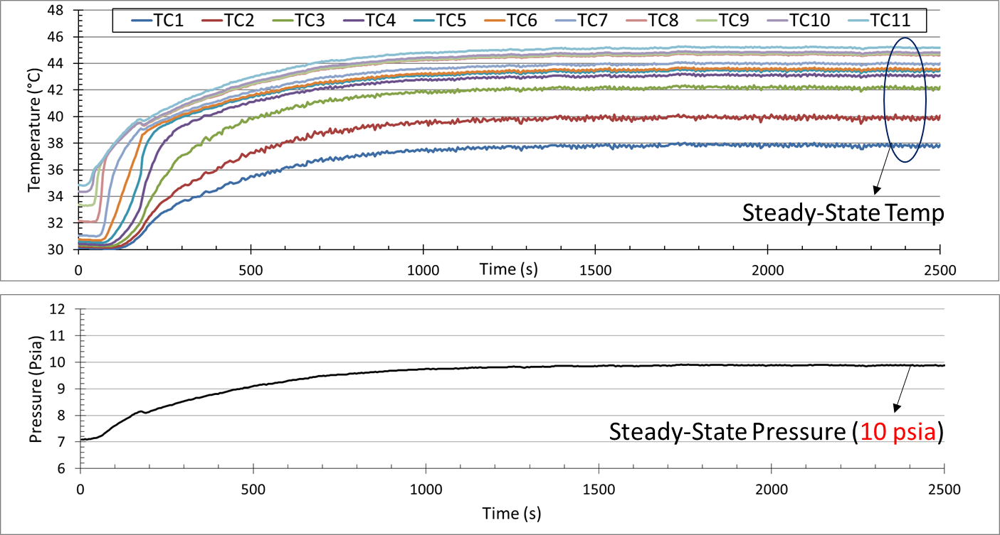 48
TC1 TC2 TC3 TC4 TC5 TC6 TC7 TC8 TC9 TC10 TC11
46
44
42
40
38
36
34
32
30
Temperature (°C)
Steady-State Temp
0 500 1000 1500 2000 2500
Time (s)
12
11
10
9
8
7
6
Pressure (Psia)
Steady-State Pressure (10 psia)
0 500 1000 1500 2000 2500
Time (s)